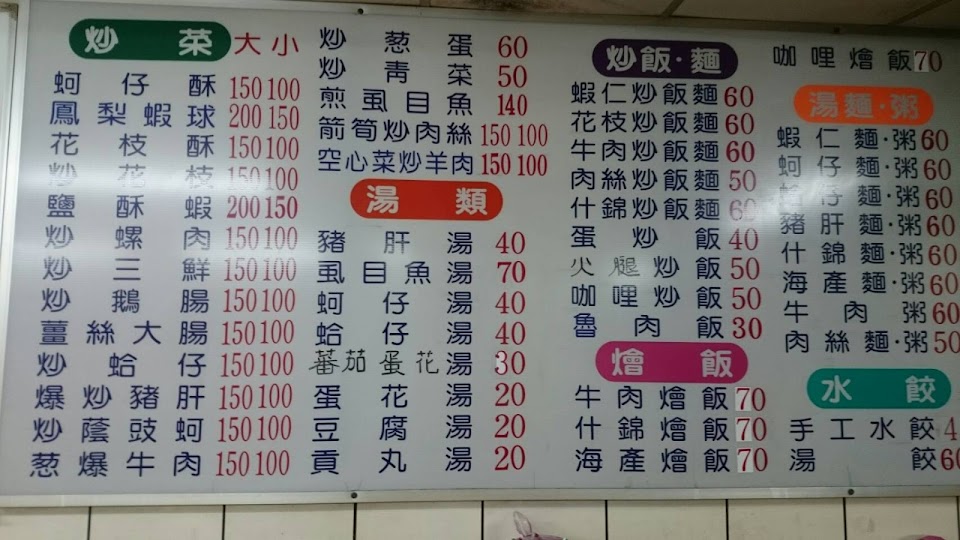 炒菜 大 小
蚵仔酥 150 100
鳳梨蝦球 200 150
花枝酥 150 100
炒花枝 150 100
鹽酥蝦 200 150
炒螺肉 150 100
炒三鮮 150 100
炒鵝腸 150 100
薑絲大腸 150 100
炒蛤仔 150 100
爆炒豬肝 150 100
炒蔭豉蚵 150 100
葱爆牛肉 150 100
炒葱蛋 60
炒青菜 50
煎虱目魚 140
箭筍炒肉絲 150 100
空心菜炒羊肉 150 100
湯類
豬肝湯 40
虱目魚湯 70
蚵仔湯 40
蛤仔湯 40
蕃茄蛋花湯 30
蛋花湯 20
豆腐湯 20
貢丸湯 20
炒飯·麵
蝦仁炒飯麵 60
花枝炒飯麵 60
牛肉炒飯麵 60
肉絲炒飯麵 50
什錦炒飯麵 60
蛋炒飯 40
火腿炒飯 50
咖哩炒飯 50
魯肉飯 30
燴飯
牛肉燴飯 70
什錦燴飯 70
海產燴飯 70
咖哩燴飯 70
湯麵·粥
蝦仁麵·粥 60
蚵仔麵·粥 60
蛤仔麵·粥 60
豬肝麵·粥 60
什錦麵·粥 60
海產麵·粥 60
牛肉粥 60
肉絲麵·粥 50
水餃
手工水餃 4
湯餃 60